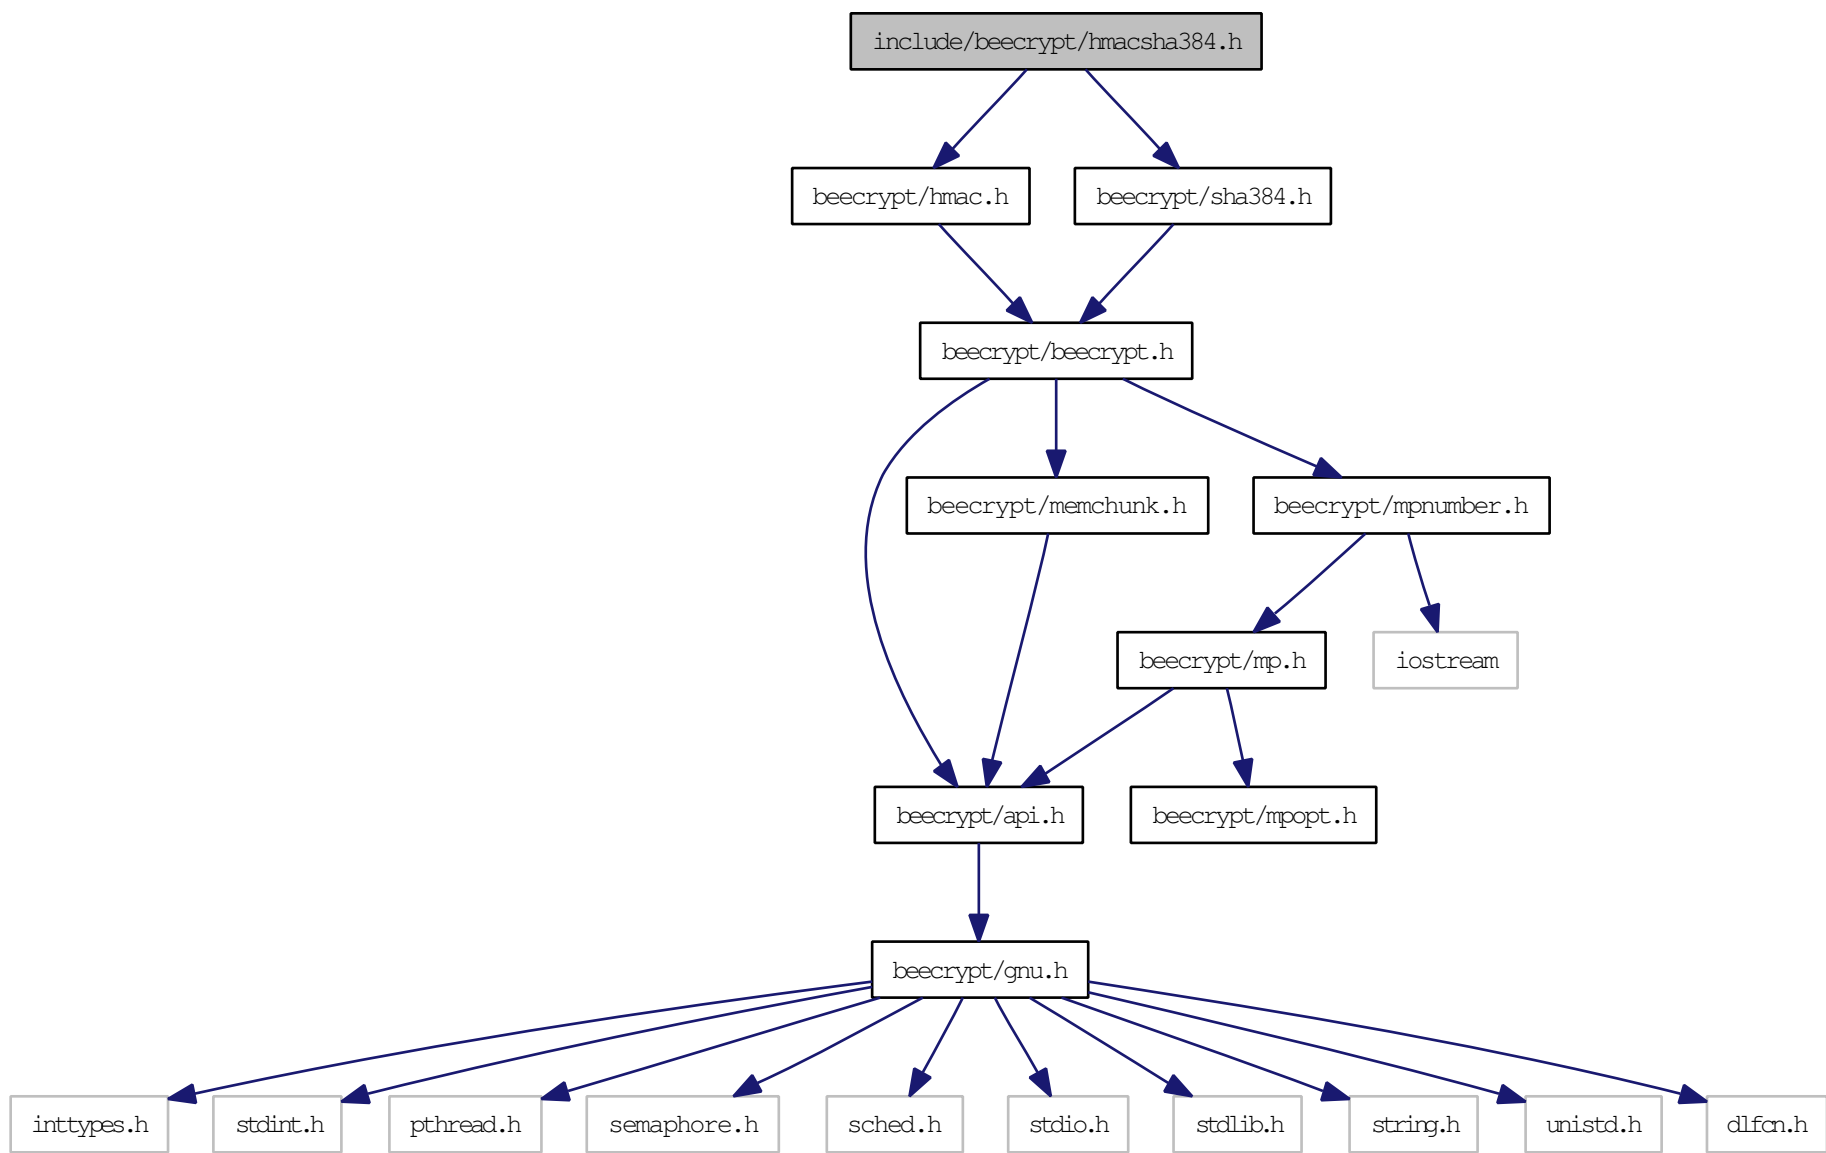 include/beecrypt/hmacsha384.h
beecrypt/hmac.h
beecrypt/sha384.h
beecrypt/beecrypt.h
beecrypt/memchunk.h
beecrypt/mpnumber.h
beecrypt/mp.h
iostream
beecrypt/api.h
beecrypt/mpopt.h
beecrypt/gnu.h
inttypes.h
stdint.h
pthread.h
semaphore.h
sched.h
stdio.h
stdlib.h
string.h
unistd.h
dlfcn.h